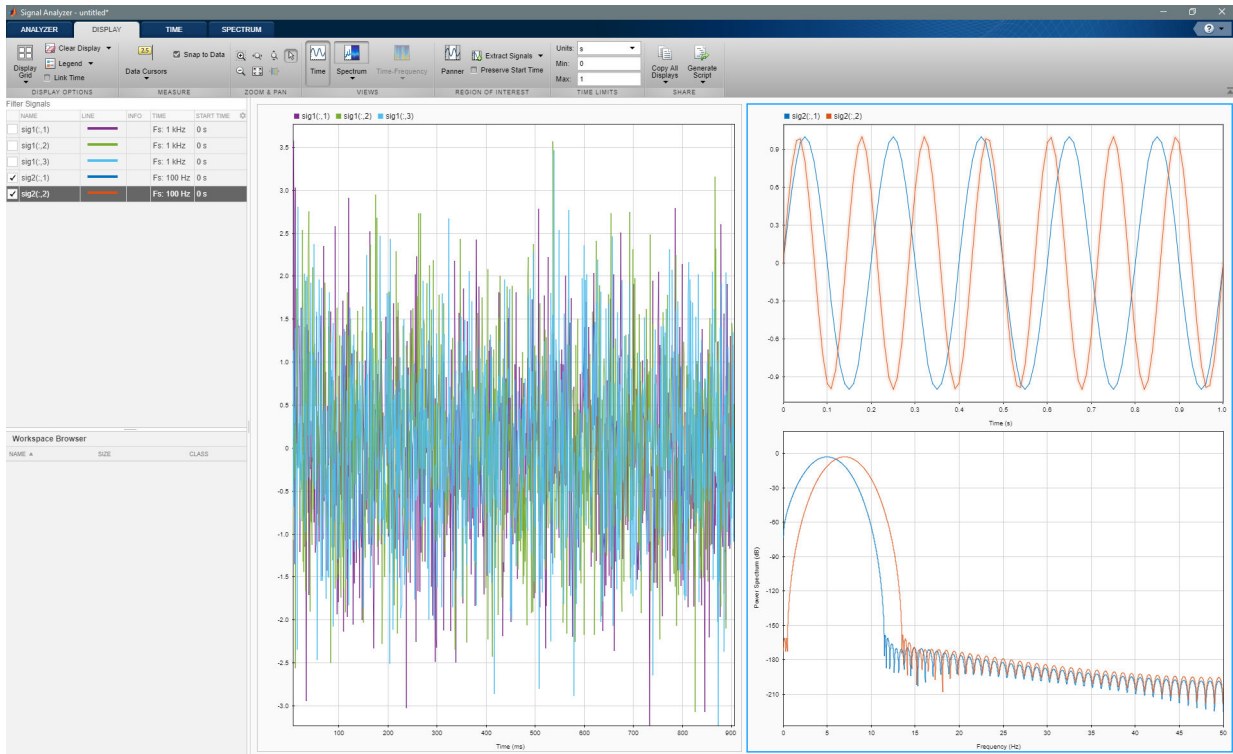 Signal Analyzer - untitled*
ANALYZER DISPLAY TIME SPECTRUM
Display Grid
Clear Display
Legend
Link Time
DISPLAY OPTIONS
2.5
Data Cursors
Snap to Data
MEASURE
ZOOM & PAN
Time
Spectrum
Time-Frequency
VIEWS
Panner
Extract Signals
Preserve Start Time
REGION OF INTEREST
Units: s
Min: 0
Max: 1
TIME LIMITS
Copy All Displays
Generate Script
SHARE
Filter Signals
NAME LINE INFO TIME START TIME
sig1(:,1) Fs: 1 kHz 0 s
sig1(:,2) Fs: 1 kHz 0 s
sig1(:,3) Fs: 1 kHz 0 s
sig2(:,1) Fs: 100 Hz 0 s
sig2(:,2) Fs: 100 Hz 0 s
Workspace Browser
NAME SIZE CLASS
sig1(:,1) sig1(:,2) sig1(:,3)
3.5
3.0
2.5
2.0
1.5
1.0
0.5
0
-0.5
-1.0
-1.5
-2.0
-2.5
-3.0
100 200 300 400 500 600 700 800 900
Time (ms)
sig2(:,1) sig2(:,2)
0.9
0.6
0.3
0
-0.3
-0.6
-0.9
0 0.1 0.2 0.3 0.4 0.5 0.6 0.7 0.8 0.9 1.0
Time (s)
Power Spectrum (dB)
0
-30
-60
-90
-120
-150
-180
-210
0 5 10 15 20 25 30 35 40 45 50
Frequency (Hz)